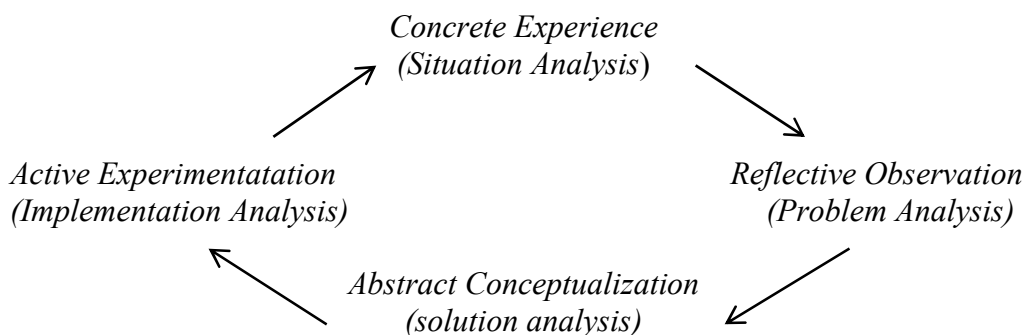 Concrete Experience
(Situation Analysis)
Active Experimentatation
(Implementation Analysis)
Reflective Observation
(Problem Analysis)
Abstract Conceptualization
(solution analysis)